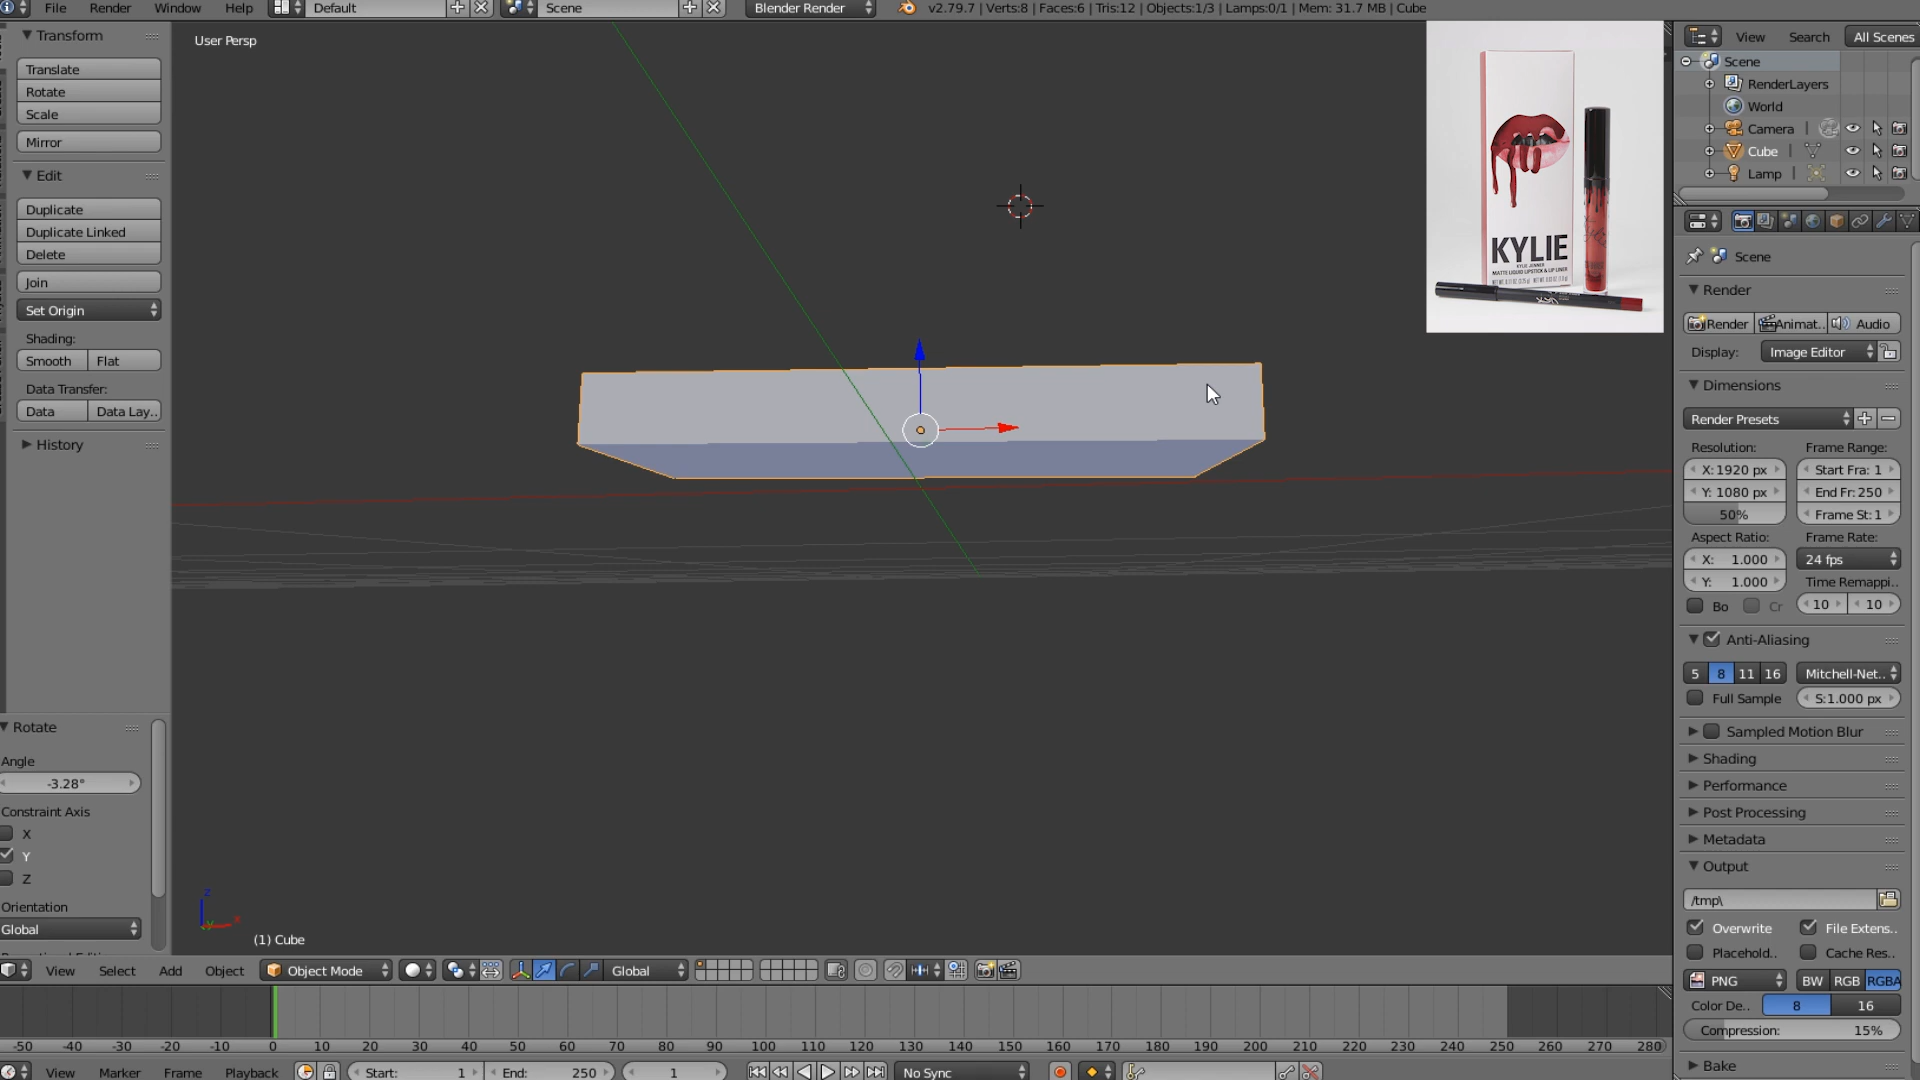 File Render Window Help Default Scene Blender Render v2.79.7 | Verts:8 | Faces:6 | Tris:12 | Objects:1/3 | Lamps:0/1 | Mem: 31.7 MB | Cube
Transform
Translate
Rotate
Scale
Mirror
Edit
Duplicate
Duplicate Linked
Delete
Join
Set Origin
Shading:
Smooth Flat
Data Transfer:
Data Data Lay..
History
Rotate
Angle
-3.28°
Constraint Axis
X
Y
Z
Orientation
Global
User Persp
KYLIE
KYLIE JENNER
MATTE LIQUID LIPSTICK & LIP LINER
(1) Cube
View Select Add Object Object Mode Global
-50 -40 -30 -20 -10 0 10 20 30 40 50 60 70 80 90 100 110 120 130 140 150 160 170 180 190 200 210 220 230 240 250 260 270 280
View Marker Frame Playback Start: 1 End: 250 1 No Sync
View Search All Scenes
Scene
RenderLayers
World
Camera
Cube
Lamp
Scene
Render
Render Animat.. Audio
Display: Image Editor
Dimensions
Render Presets
Resolution: Frame Range:
X: 1920 px Start Fra: 1
Y: 1080 px End Fr: 250
50% Frame St: 1
Aspect Ratio: Frame Rate:
X: 1.000 24 fps
Y: 1.000 Time Remappi..
Bo Cr 10 10
Anti-Aliasing
5 8 11 16 Mitchell-Net..
Full Sample S:1.000 px
Sampled Motion Blur
Shading
Performance
Post Processing
Metadata
Output
/tmp\
Overwrite File Extens..
Placehold.. Cache Res..
PNG BW RGB RGBA
Color De.. 8 16
Compression: 15%
Bake